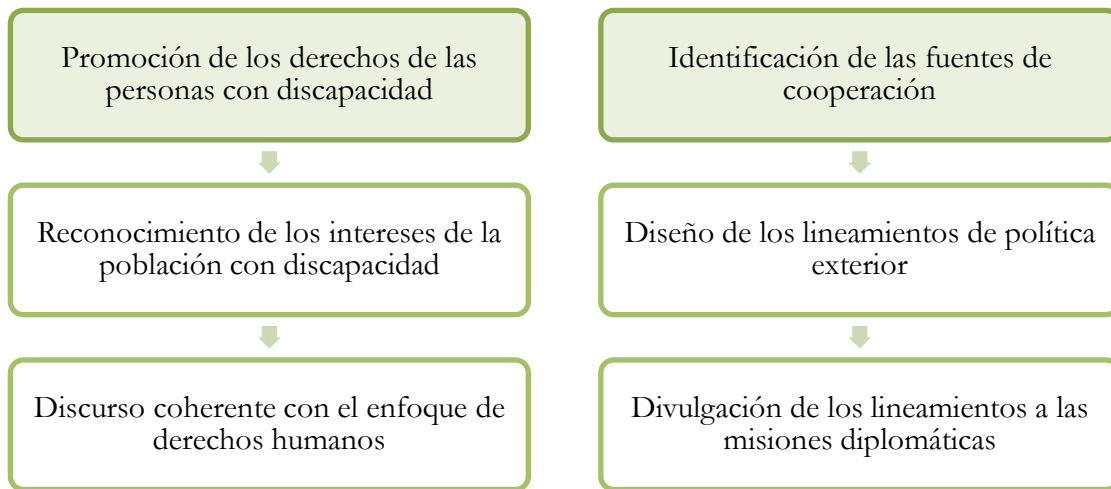 Promoción de los derechos de las
personas con discapacidad
Reconocimiento de los intereses de la
población con discapacidad
Discurso coherente con el enfoque de
derechos humanos
Identificación de las fuentes de
cooperación
Diseño de los lineamientos de política
exterior
Divulgación de los lineamientos a las
misiones diplomáticas